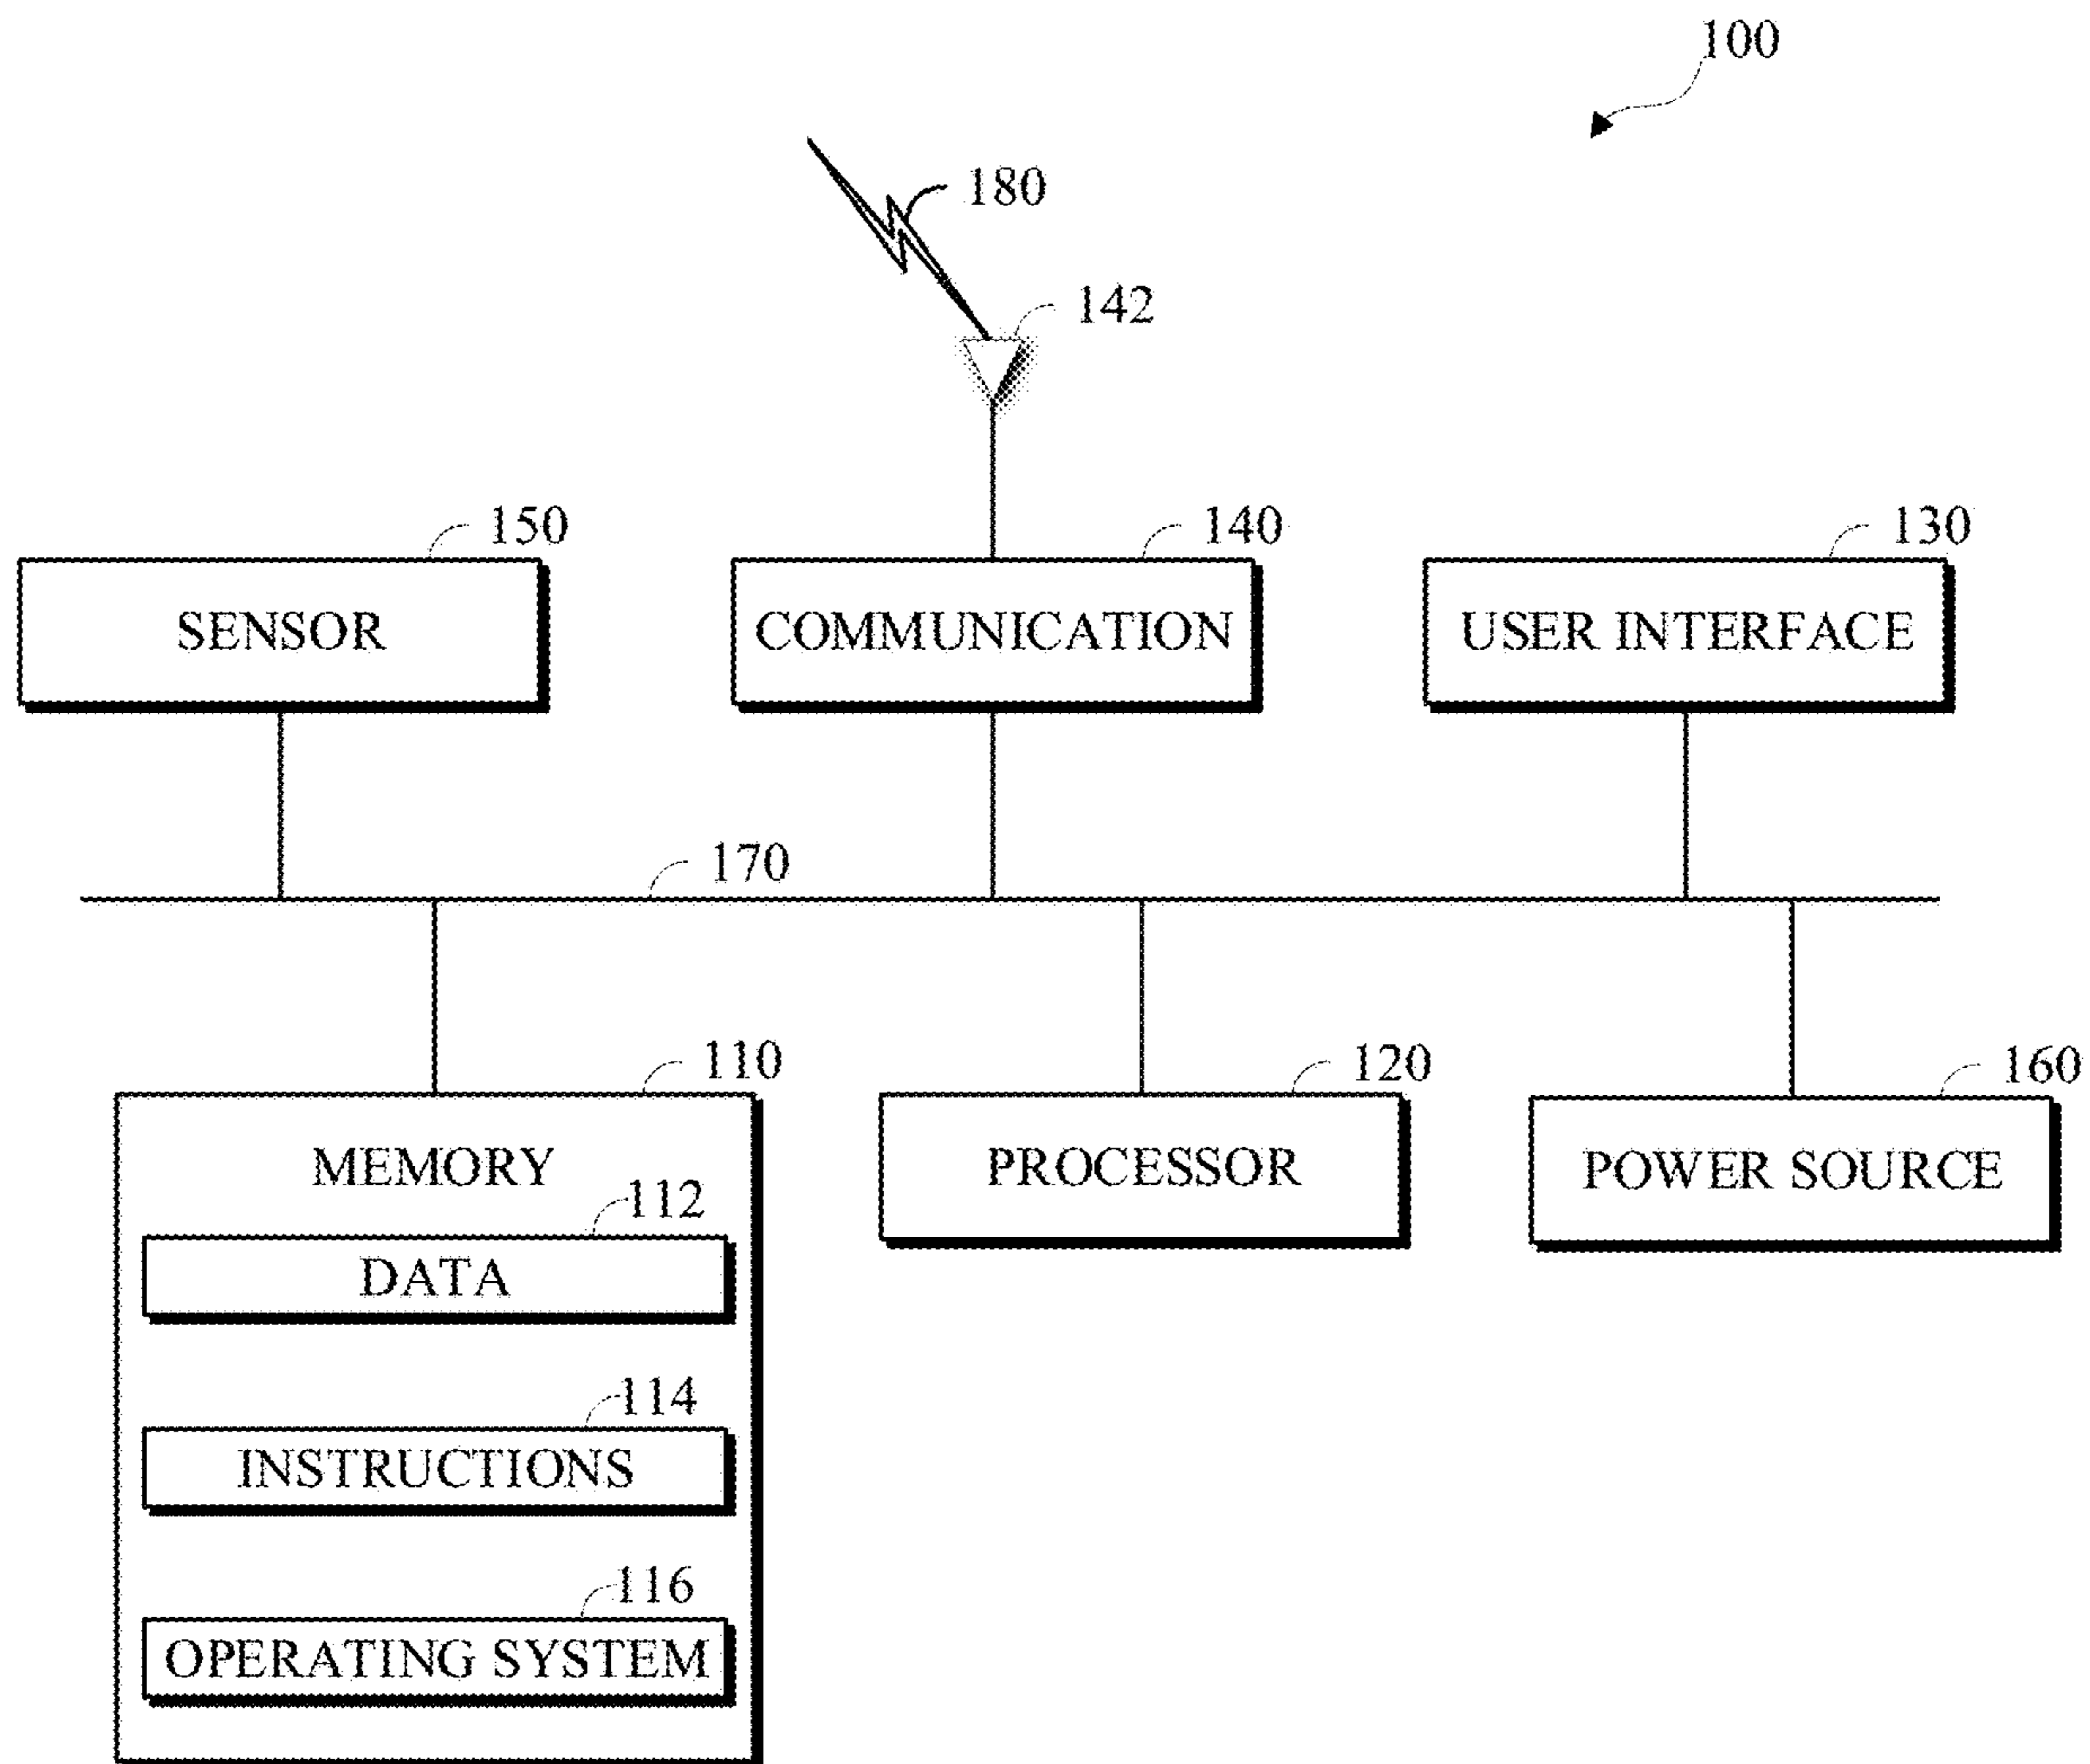 100
180
142
150
140
130
SENSOR
COMMUNICATION
USER INTERFACE
170
110
120
160
MEMORY
PROCESSOR
POWER SOURCE
112
DATA
114
INSTRUCTIONS
116
OPERATING SYSTEM